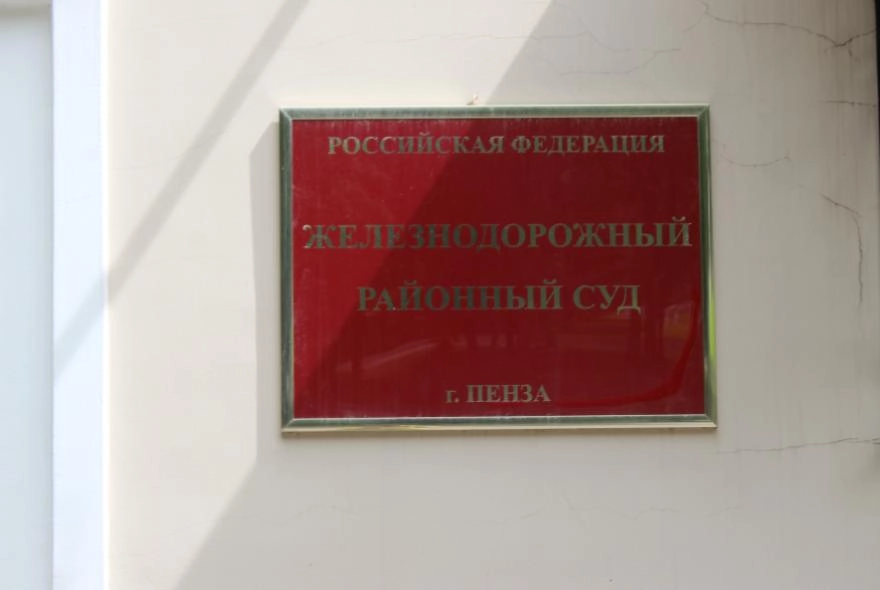 РОССИЙСКАЯ ФЕДЕРАЦИЯ
ЖЕЛЕЗНОДОРОЖНЫЙ
РАЙОННЫЙ СУД
г. ПЕНЗА